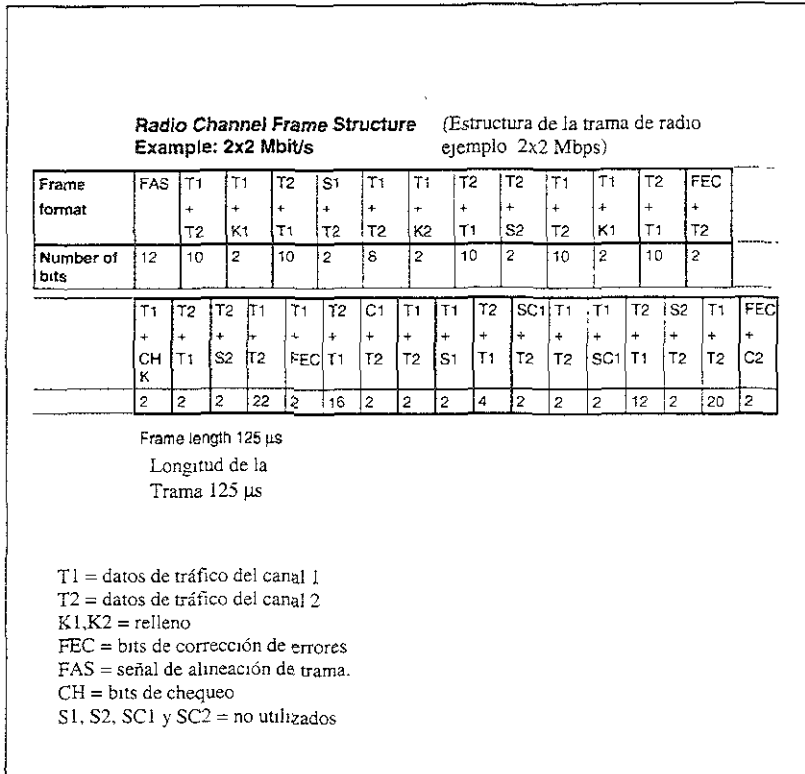 Radio Channel Frame Structure (Estructura de la trama de radio
Example: 2x2 Mbit/s ejemplo 2x2 Mbps)
Frame format FAS T1 + T2 T1 + K1 T2 + T1 S1 + T2 T1 + T2 T1 + K2 T2 + T1 T2 + S2 T1 + T2 T1 + K1 T2 + T1 FEC + T2
Number of bits 12 10 2 10 2 8 2 10 2 10 2 10 2
T1 + CH K T2 + T1 T2 + S2 T1 + T2 T1 + FEC T2 + T1 C1 + T2 T1 + T2 T1 + S1 T2 + T1 SC1 + T2 T1 + T2 T1 + SC1 T2 + T1 S2 + T2 T1 + T2 FEC + C2
2 2 2 22 2 16 2 2 2 4 2 2 2 12 2 20 2
Frame length 125 µs
Longitud de la
Trama 125 µs
T1 = datos de tráfico del canal 1
T2 = datos de tráfico del canal 2
K1,K2 = relleno
FEC = bits de corrección de errores
FAS = señal de alineación de trama.
CH = bits de chequeo
S1, S2, SC1 y SC2 = no utilizados